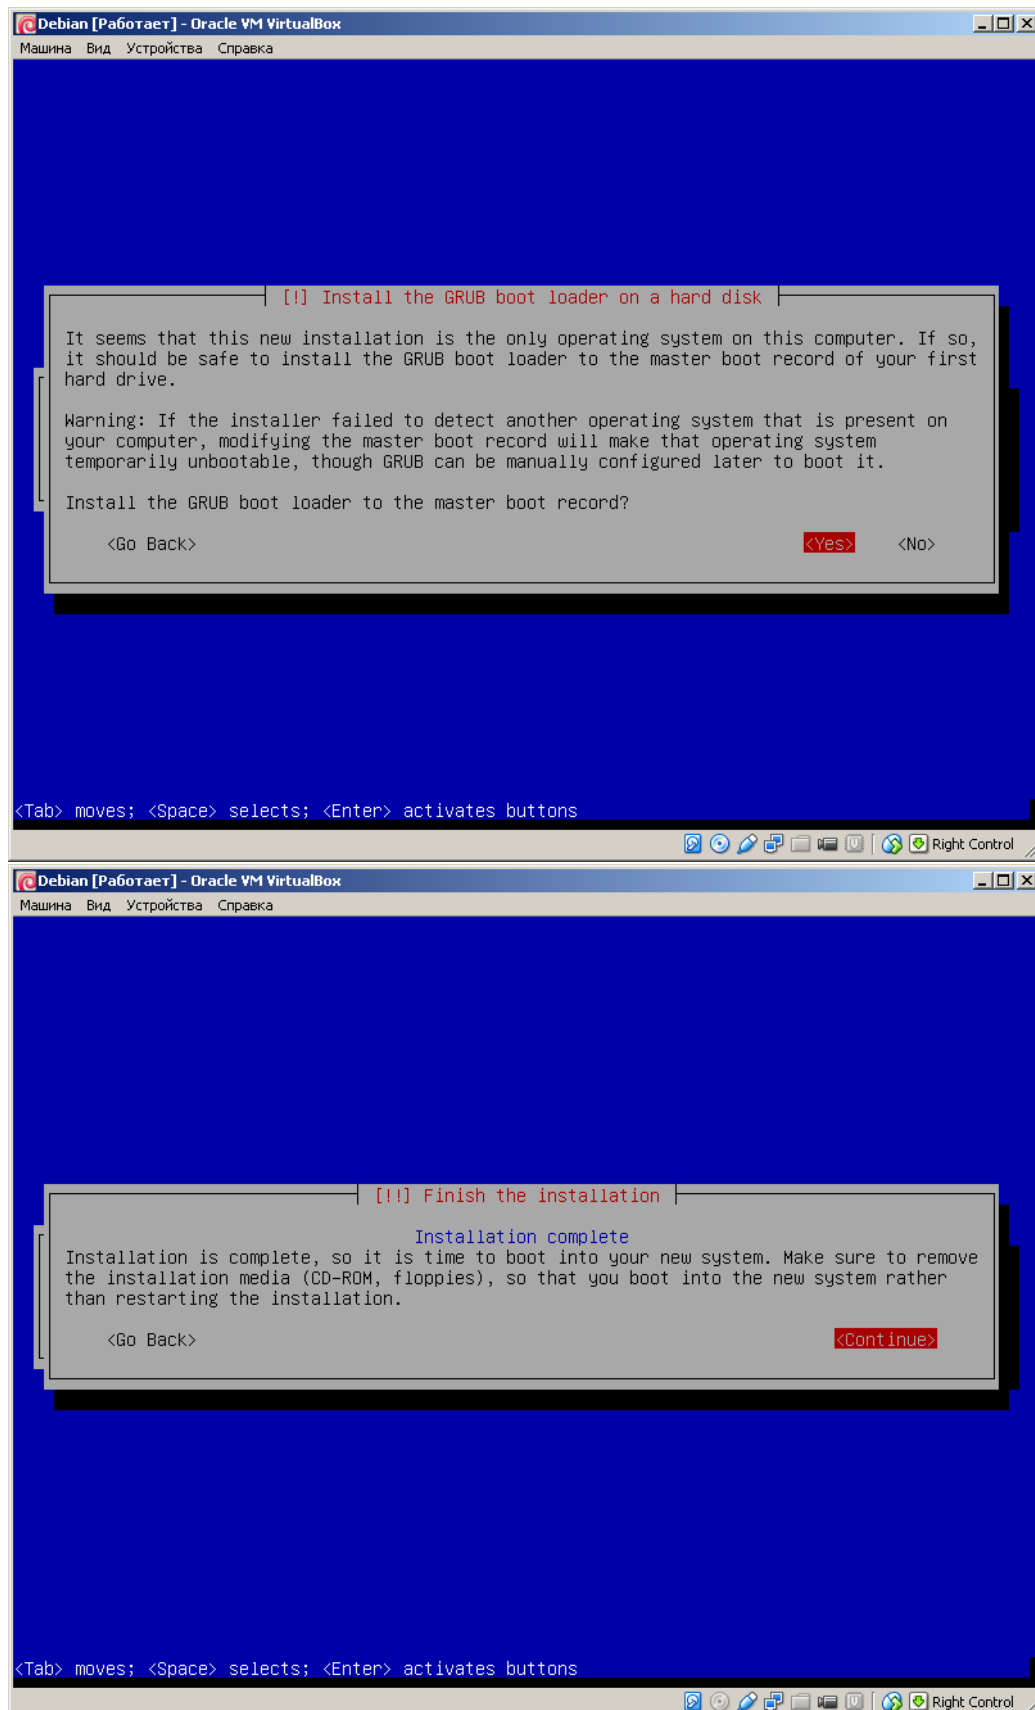 Debian [Работает] - Oracle VM VirtualBox
Машина Вид Устройства Справка
[!] Install the GRUB boot loader on a hard disk
It seems that this new installation is the only operating system on this computer. If so,
it should be safe to install the GRUB boot loader to the master boot record of your first
hard drive.
Warning: If the installer failed to detect another operating system that is present on
your computer, modifying the master boot record will make that operating system
temporarily unbootable, though GRUB can be manually configured later to boot it.
Install the GRUB boot loader to the master boot record?
<Go Back> <Yes> <No>
<Tab> moves; <Space> selects; <Enter> activates buttons
Right Control
Debian [Работает] - Oracle VM VirtualBox
Машина Вид Устройства Справка
[!!] Finish the installation
Installation complete
Installation is complete, so it is time to boot into your new system. Make sure to remove
the installation media (CD-ROM, floppies), so that you boot into the new system rather
than restarting the installation.
<Go Back> <Continue>
<Tab> moves; <Space> selects; <Enter> activates buttons
Right Control